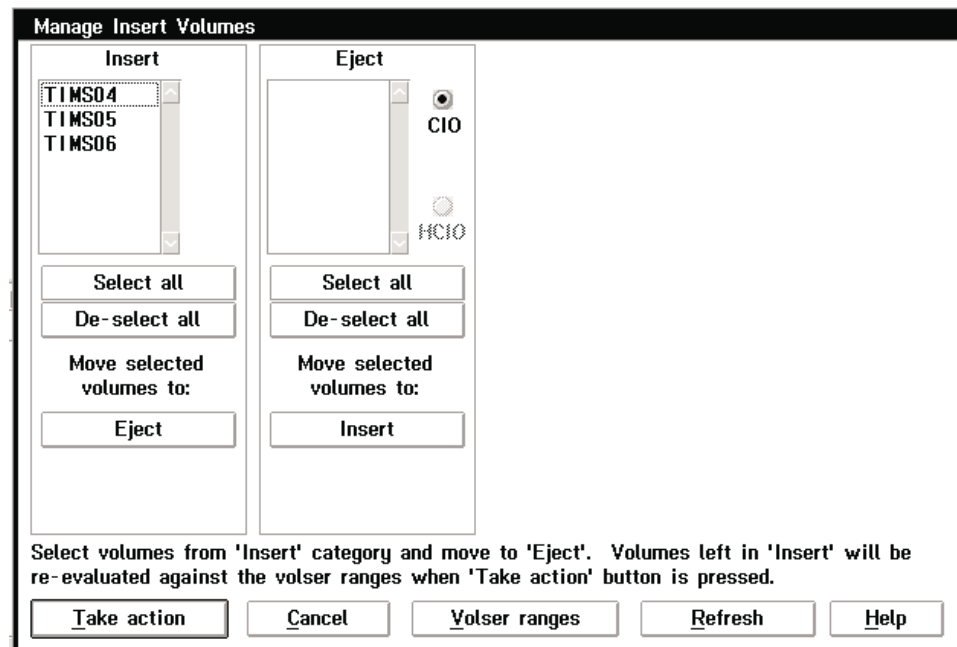 Manage Insert Volumes
Insert
TIMS04
TIMS05
TIMS06
Select all
De-select all
Move selected
volumes to:
Eject
Eject
CIO
HCIO
Select all
De-select all
Move selected
volumes to:
Insert
Select volumes from 'Insert' category and move to 'Eject'. Volumes left in 'Insert' will be
re-evaluated against the volser ranges when 'Take action' button is pressed.
Take action Cancel Volser ranges Refresh Help